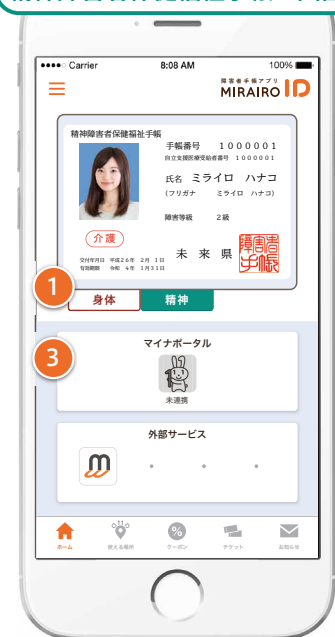 Carrier 8:08 AM 100%
障害者手帳アプリ
MIRAIRO ID
精神障害者保健福祉手帳
手帳番号 1000001
自立支援医療受給者番号 1000001
氏名 ミライロ ハナコ
(フリガナ ミライロ ハナコ)
障害等級 2級
介護
交付年月日 平成26年 2月 1日
有効期間 令和 4年 1月31日
未来県
障害者手帳
1
身体 精神
3
マイナポータル
未連携
外部サービス
m
ホーム 使える場所 クーポン チケット お知らせ